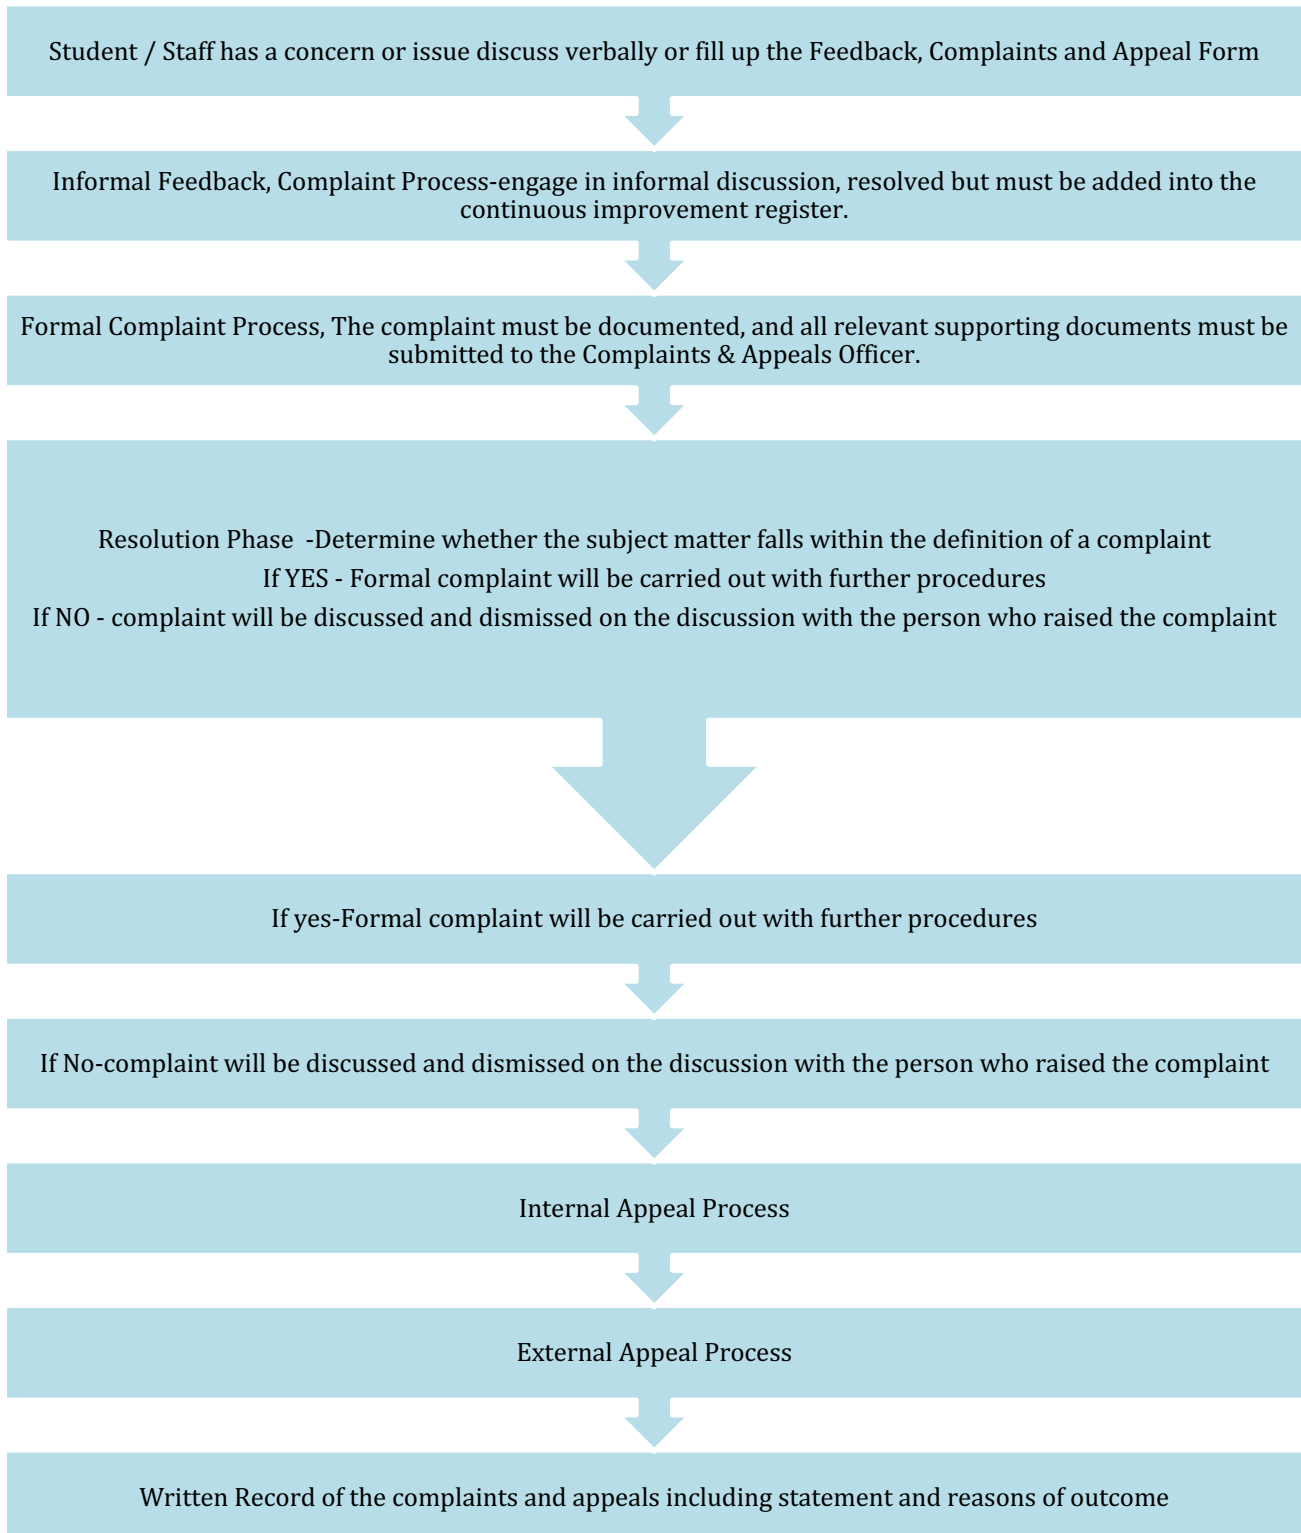 Student / Staff has a concern or issue discuss verbally or fill up the Feedback, Complaints and Appeal Form
Informal Feedback, Complaint Process-engage in informal discussion, resolved but must be added into the
continuous improvement register.
Formal Complaint Process, The complaint must be documented, and all relevant supporting documents must be
submitted to the Complaints & Appeals Officer.
Resolution Phase  -Determine whether the subject matter falls within the definition of a complaint
If YES - Formal complaint will be carried out with further procedures
If NO - complaint will be discussed and dismissed on the discussion with the person who raised the complaint
If yes-Formal complaint will be carried out with further procedures
If No-complaint will be discussed and dismissed on the discussion with the person who raised the complaint
Internal Appeal Process
External Appeal Process
Written Record of the complaints and appeals including statement and reasons of outcome